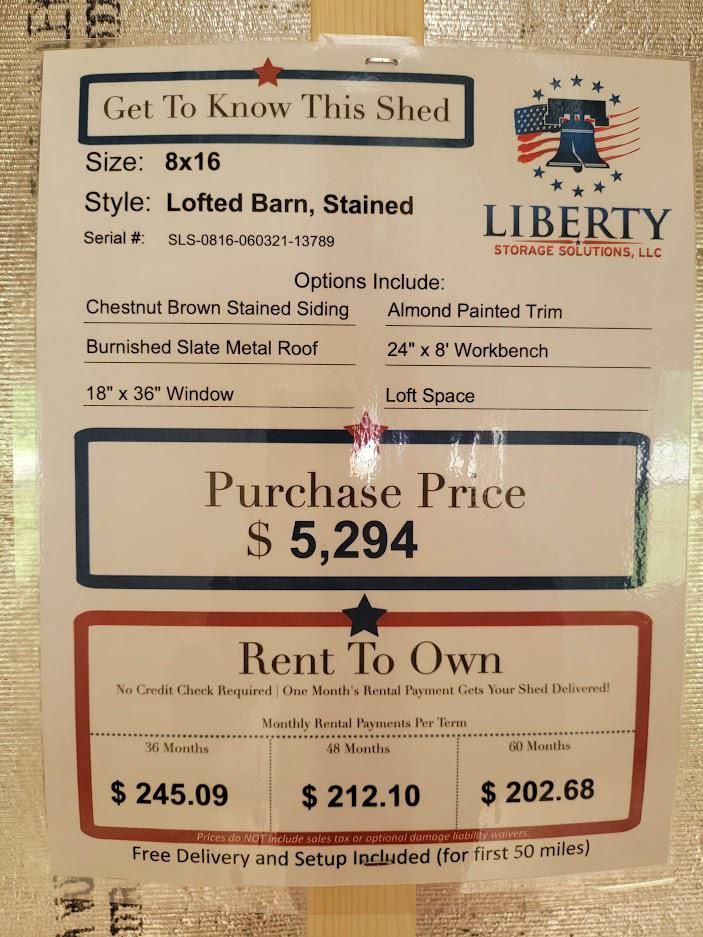 Get To Know This Shed
Size: 8x16
Style: Lofted Barn, Stained
Serial #: SLS-0816-060321-13789
LIBERTY
STORAGE SOLUTIONS, LLC
Options Include:
Chestnut Brown Stained Siding
Almond Painted Trim
Burnished Slate Metal Roof
24" x 8' Workbench
18" x 36" Window
Loft Space
Purchase Price
$ 5,294
Rent To Own
No Credit Check Required | One Month's Rental Payment Gets Your Shed Delivered!
Monthly Rental Payments Per Term
36 Months
48 Months
60 Months
$ 245.09
$ 212.10
$ 202.68
Prices do NOT include sales tax or optional damage liability waivers.
Free Delivery and Setup Included (for first 50 miles)